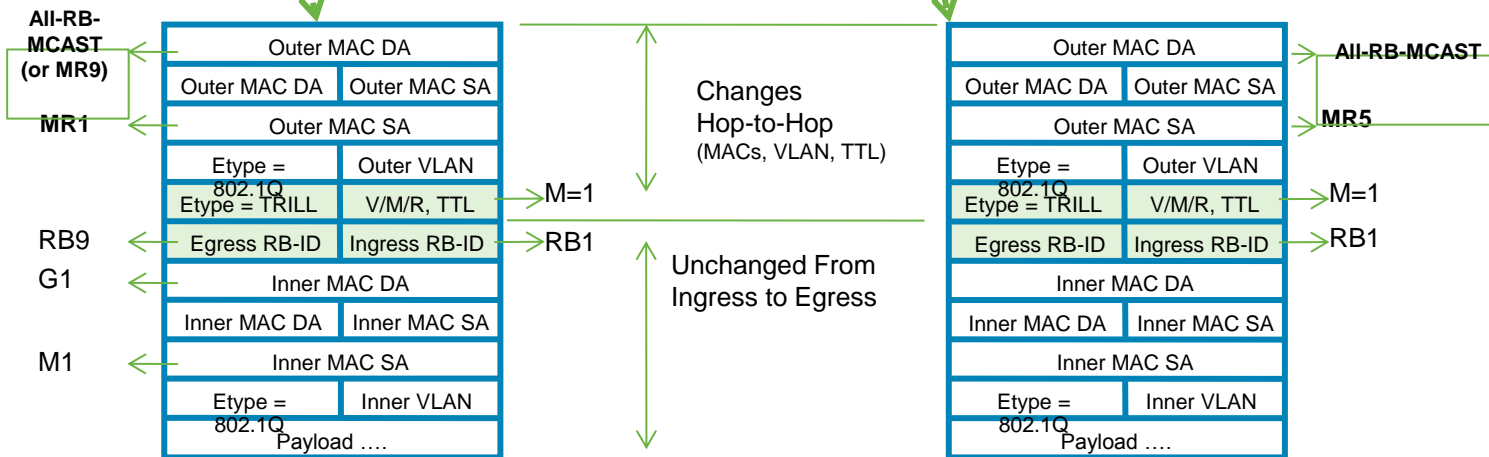 All-RB-
MCAST
(or MR9)
MR1
RB9
G1
M1
Outer MAC DA
Outer MAC DA Outer MAC SA
Outer MAC SA
Etype =
802.1Q
Outer VLAN
Etype = TRILL V/M/R, TTL
Egress RB-ID Ingress RB-ID
Inner MAC DA
Inner MAC DA Inner MAC SA
Inner MAC SA
Etype =
802.1Q
Inner VLAN
Payload ….
M=1
RB1
Changes
Hop-to-Hop
(MACs, VLAN, TTL)
Unchanged From
Ingress to Egress
Outer MAC DA
Outer MAC DA Outer MAC SA
Outer MAC SA
Etype =
802.1Q
Outer VLAN
Etype = TRILL V/M/R, TTL
Egress RB-ID Ingress RB-ID
Inner MAC DA
Inner MAC DA Inner MAC SA
Inner MAC SA
Etype =
802.1Q
Inner VLAN
Payload ….
All-RB-MCAST
MR5
M=1
RB1